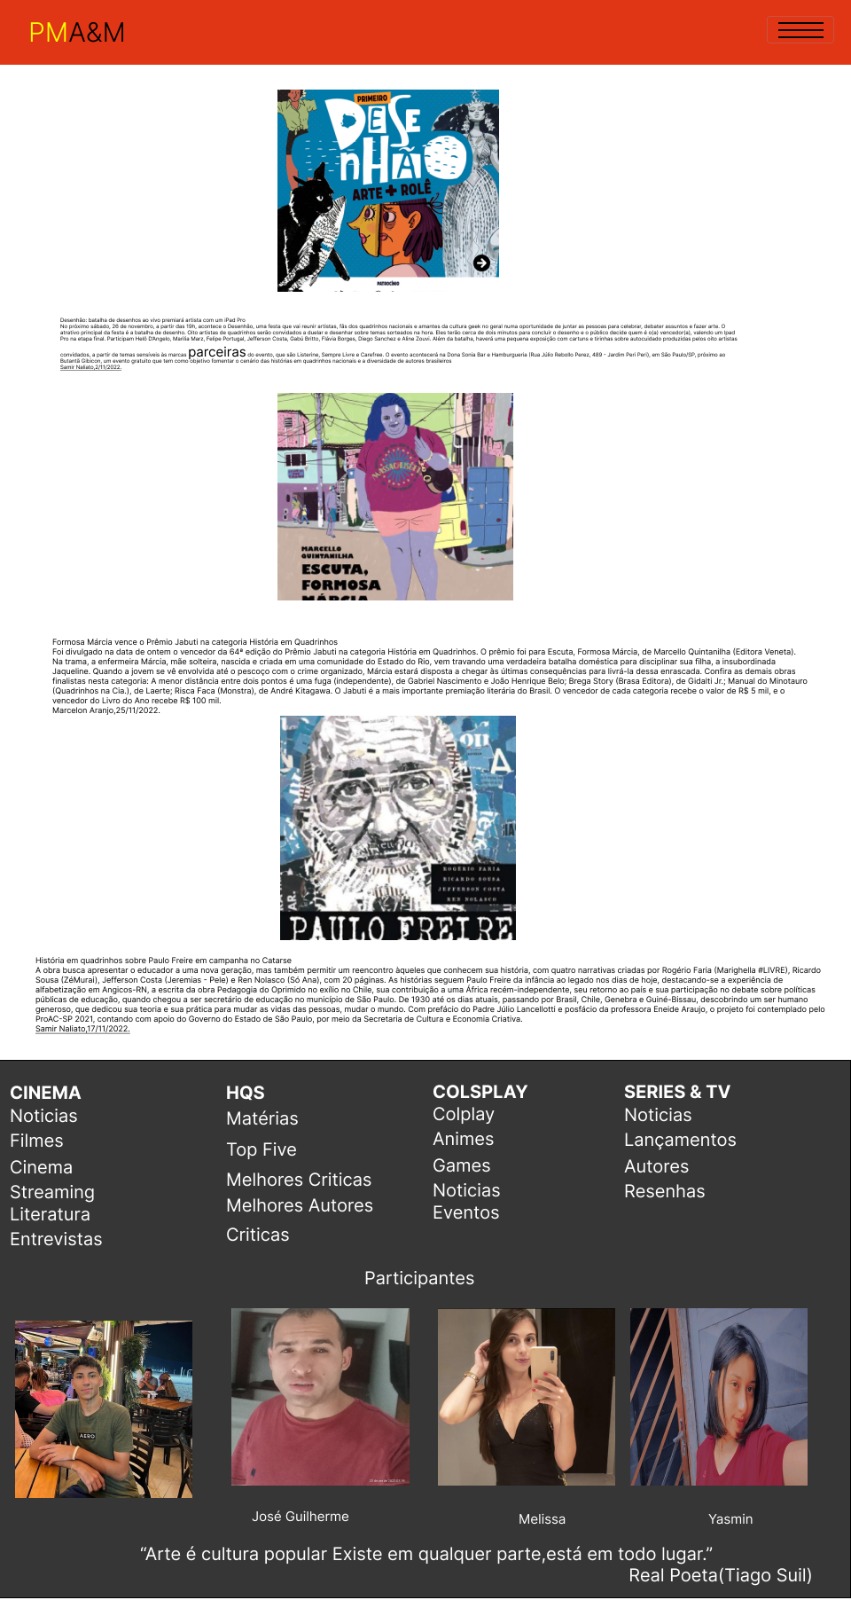 PMA&M
PRIMEIRO
DESENHÃO
ARTE + ROLÊ
PATROCÍNIO
Desenhão: batalha de desenhos ao vivo premiará artista com um iPad Pro
No próximo sábado, 26 de novembro, a partir das 19h, acontece o Desenhão, uma festa que vai reunir artistas, fãs dos quadrinhos nacionais e amantes da cultura geek no geral numa oportunidade de juntar as pessoas para celebrar, debater assuntos e fazer arte. O
atrativo principal da festa é a batalha de desenho. Oito artistas de quadrinhos serão convidados a duelar e desenhar sobre temas sorteados na hora. Eles terão cerca de dois minutos para concluir o desenho e o público decide quem é o(a) vencedor(a), valendo um Ipad
Pro na etapa final. Participam Helô D'Angelo, Marília Marz, Felipe Portugal, Jefferson Costa, Gabú Britto, Flávia Borges, Diego Sanchez e Aline Zouvi. Além da batalha, haverá uma pequena exposição com cartuns e tirinhas sobre autocuidado produzidas pelos oito artistas
convidados, a partir de temas sensíveis às marcas parceiras do evento, que são Listerine, Sempre Livre e Carefree. O evento acontecerá na Dona Sonia Bar e Hamburgueria (Rua Júlio Rebollo Perez, 489 - Jardim Peri Peri), em São Paulo/SP, próximo ao
Butantã Gibicon, um evento gratuito que tem como objetivo fomentar o cenário das histórias em quadrinhos nacionais e a diversidade de autores brasileiros
Samir Naliato,2/11/2022.
MARCELLO
QUINTANILHA
ESCUTA,
FORMOSA
MÁRCIA
Formosa Márcia vence o Prêmio Jabuti na categoria História em Quadrinhos
Foi divulgado na data de ontem o vencedor da 64ª edição do Prêmio Jabuti na categoria História em Quadrinhos. O prêmio foi para Escuta, Formosa Márcia, de Marcello Quintanilha (Editora Veneta).
Na trama, a enfermeira Márcia, mãe solteira, nascida e criada em uma comunidade do Estado do Rio, vem travando uma verdadeira batalha doméstica para disciplinar sua filha, a insubordinada
Jaqueline. Quando a jovem se vê envolvida até o pescoço com o crime organizado, Márcia estará disposta a chegar às últimas consequências para livrá-la dessa enrascada. Confira as demais obras
finalistas nesta categoria: A menor distância entre dois pontos é uma fuga (independente), de Gabriel Nascimento e João Henrique Belo; Brega Story (Brasa Editora), de Gidalti Jr.; Manual do Minotauro
(Quadrinhos na Cia.), de Laerte; Risca Faca (Monstra), de André Kitagawa. O Jabuti é a mais importante premiação literária do Brasil. O vencedor de cada categoria recebe o valor de R$ 5 mil, e o
vencedor do Livro do Ano recebe R$ 100 mil.
Marcelon Aranjo,25/11/2022.
ROGÉRIO FARIA
RICARDO SOUSA
JEFFERSON COSTA
REN NOLASCO
PAULO FREIRE
História em quadrinhos sobre Paulo Freire em campanha no Catarse
A obra busca apresentar o educador a uma nova geração, mas também permitir um reencontro àqueles que conhecem sua história, com quatro narrativas criadas por Rogério Faria (Marighella #LIVRE), Ricardo
Sousa (ZéMurai), Jefferson Costa (Jeremias - Pele) e Ren Nolasco (Só Ana), com 20 páginas. As histórias seguem Paulo Freire da infância ao legado nos dias de hoje, destacando-se a experiência de
alfabetização em Angicos-RN, a escrita da obra Pedagogia do Oprimido no exílio no Chile, sua contribuição a uma África recém-independente, seu retorno ao país e sua participação no debate sobre políticas
públicas de educação, quando chegou a ser secretário de educação no município de São Paulo. De 1930 até os dias atuais, passando por Brasil, Chile, Genebra e Guiné-Bissau, descobrindo um ser humano
generoso, que dedicou sua teoria e sua prática para mudar as vidas das pessoas, mudar o mundo. Com prefácio do Padre Júlio Lancellotti e posfácio da professora Eneide Araujo, o projeto foi contemplado pelo
ProAC-SP 2021, contando com apoio do Governo do Estado de São Paulo, por meio da Secretaria de Cultura e Economia Criativa.
Samir Naliato,17/11/2022.
CINEMA
Noticias
Filmes
Cinema
Streaming
Literatura
Entrevistas
HQS
Matérias
Top Five
Melhores Criticas
Melhores Autores
Criticas
COLSPLAY
Colplay
Animes
Games
Noticias
Eventos
SERIES & TV
Noticias
Lançamentos
Autores
Resenhas
Participantes
AERO
José Guilherme
Melissa
Yasmin
“Arte é cultura popular Existe em qualquer parte,está em todo lugar.”
Real Poeta(Tiago Suil)